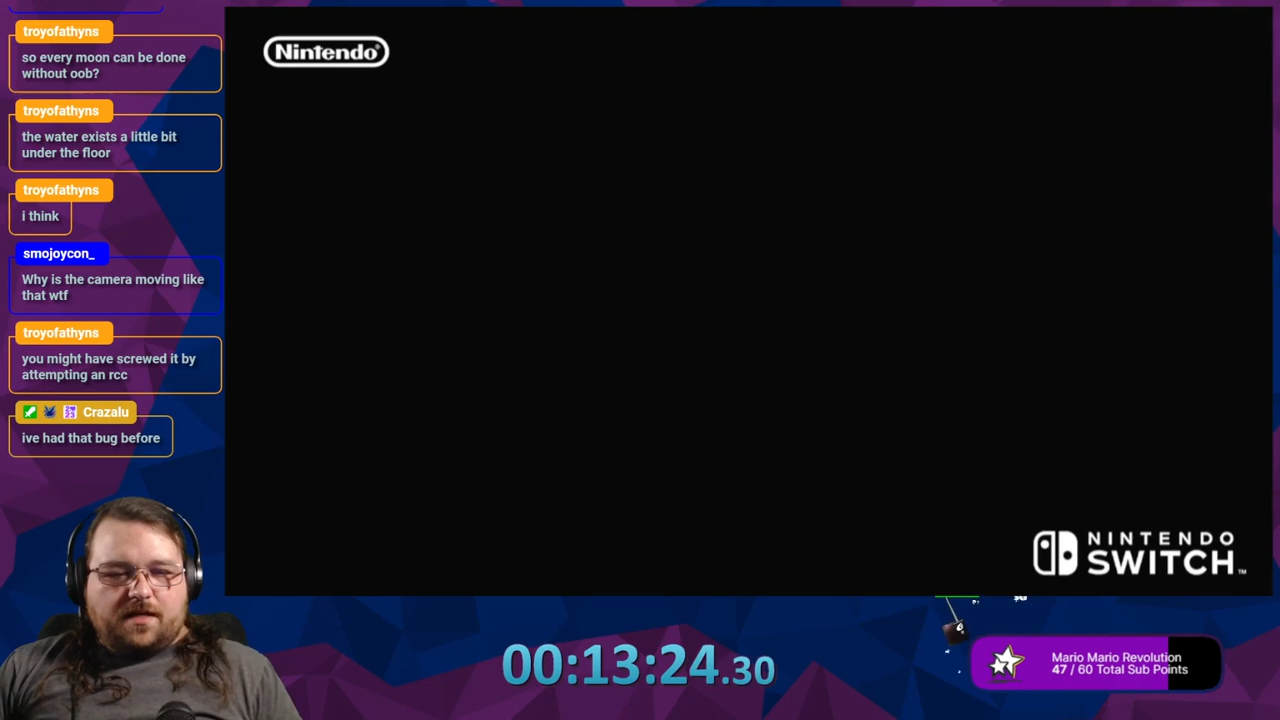 troyofathyns
so every moon can be done
without oob?
troyofathyns
the water exists a little bit
under the floor
troyofathyns
i think
smojoycon_
Why is the camera moving like
that wtf
troyofathyns
you might have screwed it by
attempting an rcc
Crazalu
ive had that bug before
Nintendo®
NINTENDO
SWITCH™
00:13:24.30
Mario Mario Revolution
47 / 60 Total Sub Points